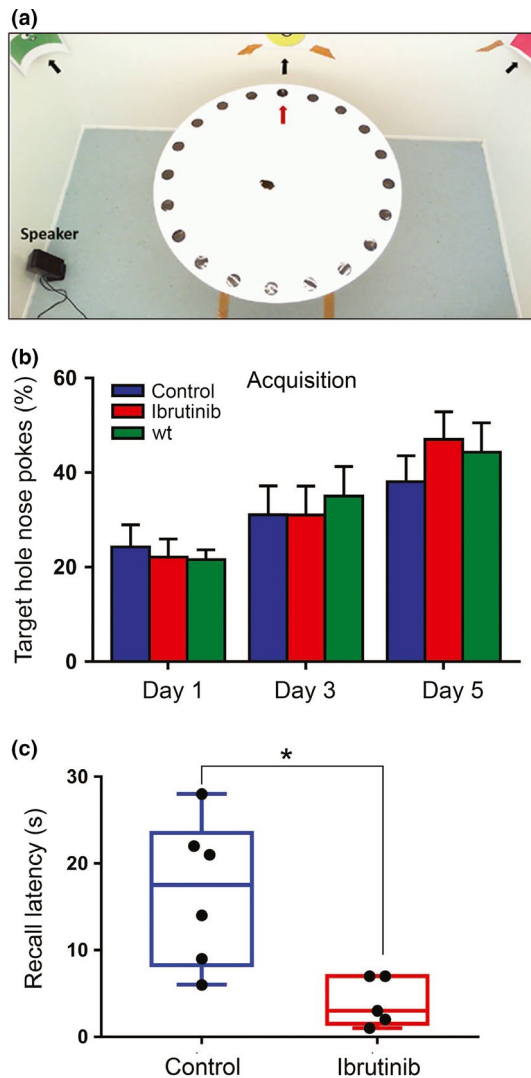 (a)
Speaker
(b)
Acquisition
Control
Ibrutinib
wt
Target hole nose pokes (%)
60
40
20
0
Day 1 Day 3 Day 5
(c)
*
Recall latency (s)
30
20
10
0
Control Ibrutinib